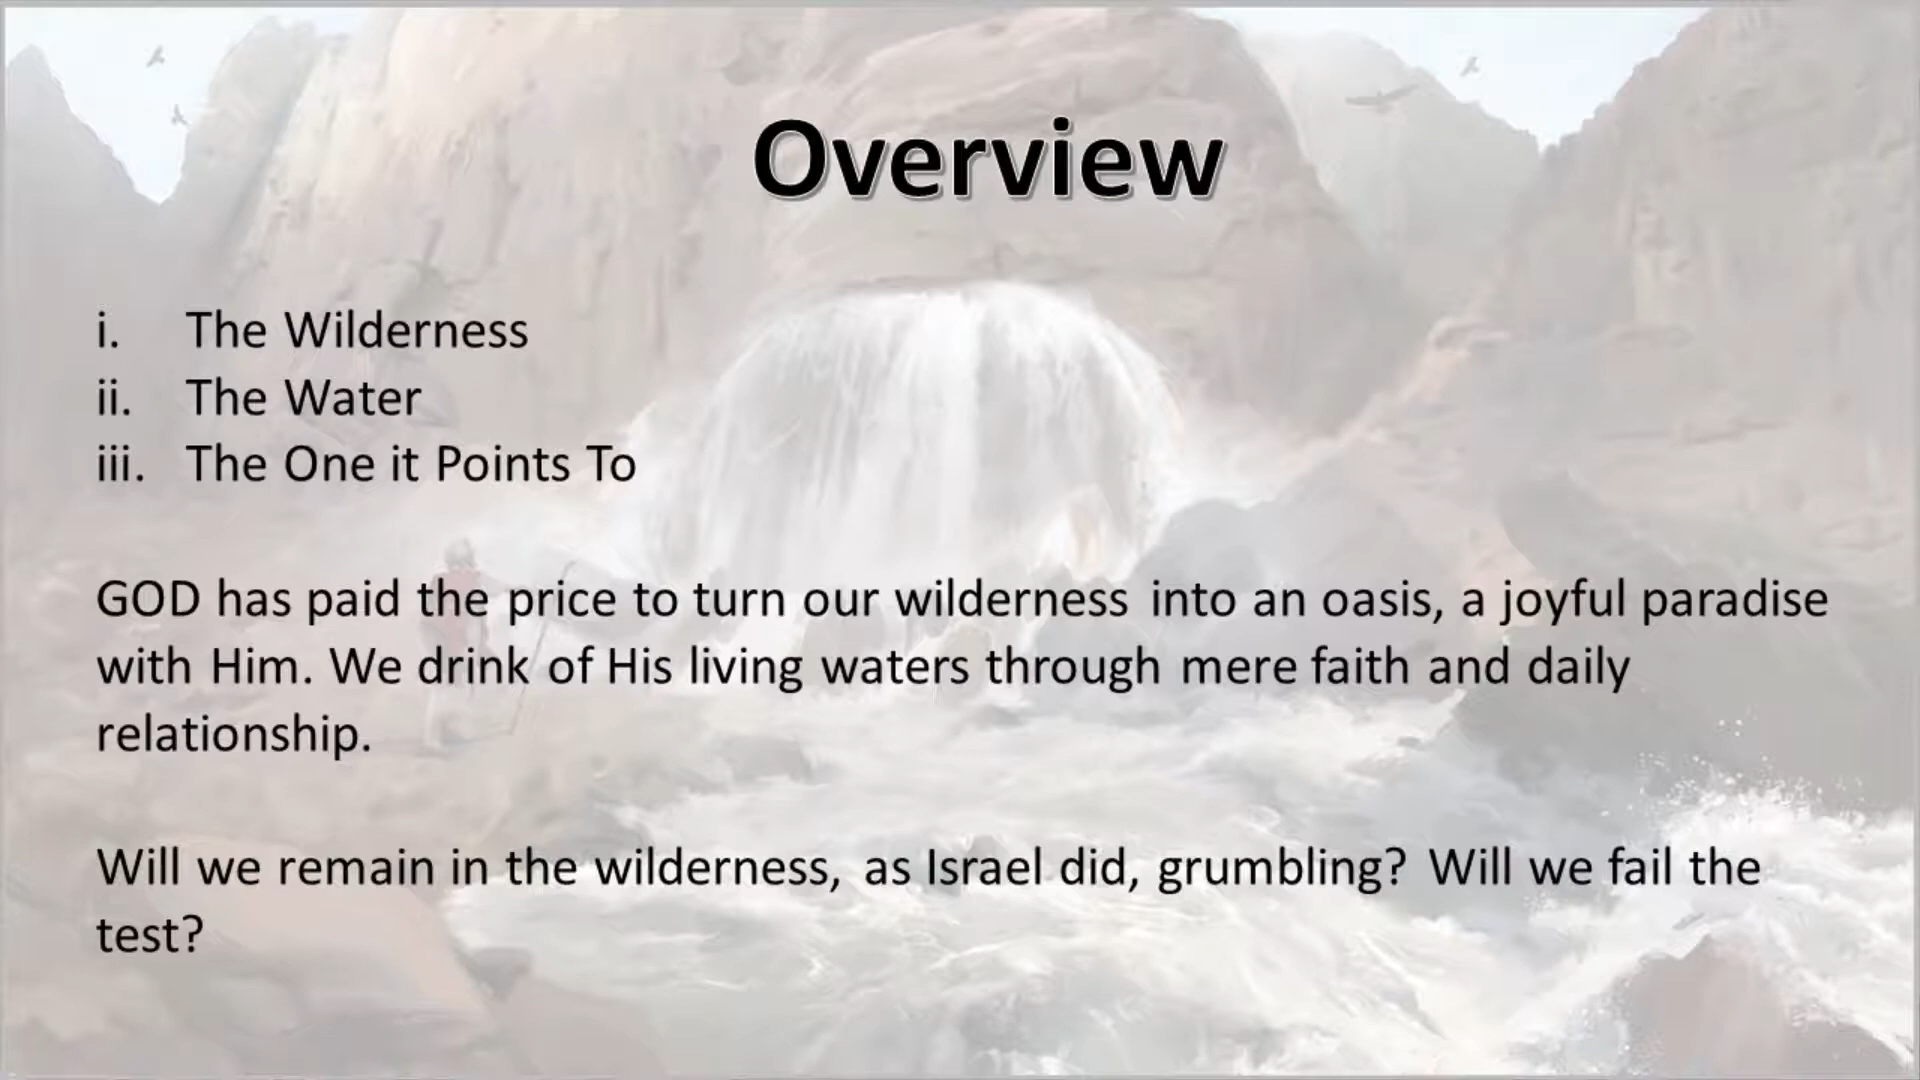 Overview
i. The Wilderness
ii. The Water
iii. The One it Points To
GOD has paid the price to turn our wilderness into an oasis, a joyful paradise
with Him. We drink of His living waters through mere faith and daily
relationship.
Will we remain in the wilderness, as Israel did, grumbling? Will we fail the
test?